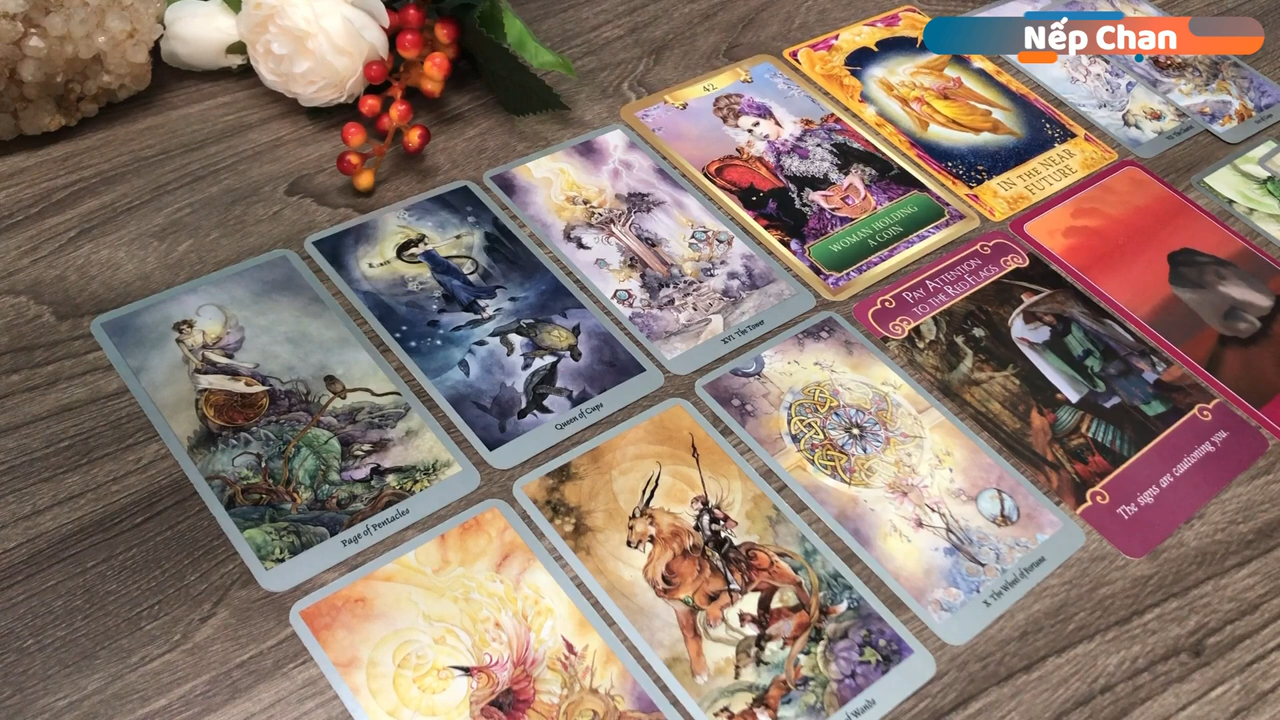 Nếp Chan
42
WOMAN HOLDING
A COIN
IN THE NEAR
FUTURE
PAY ATTENTION
TO THE RED FLAGS
The signs are cautioning you.
XVI The Tower
Queen of Cups
Page of Pentacles
X The Wheel of Fortune
of Wands